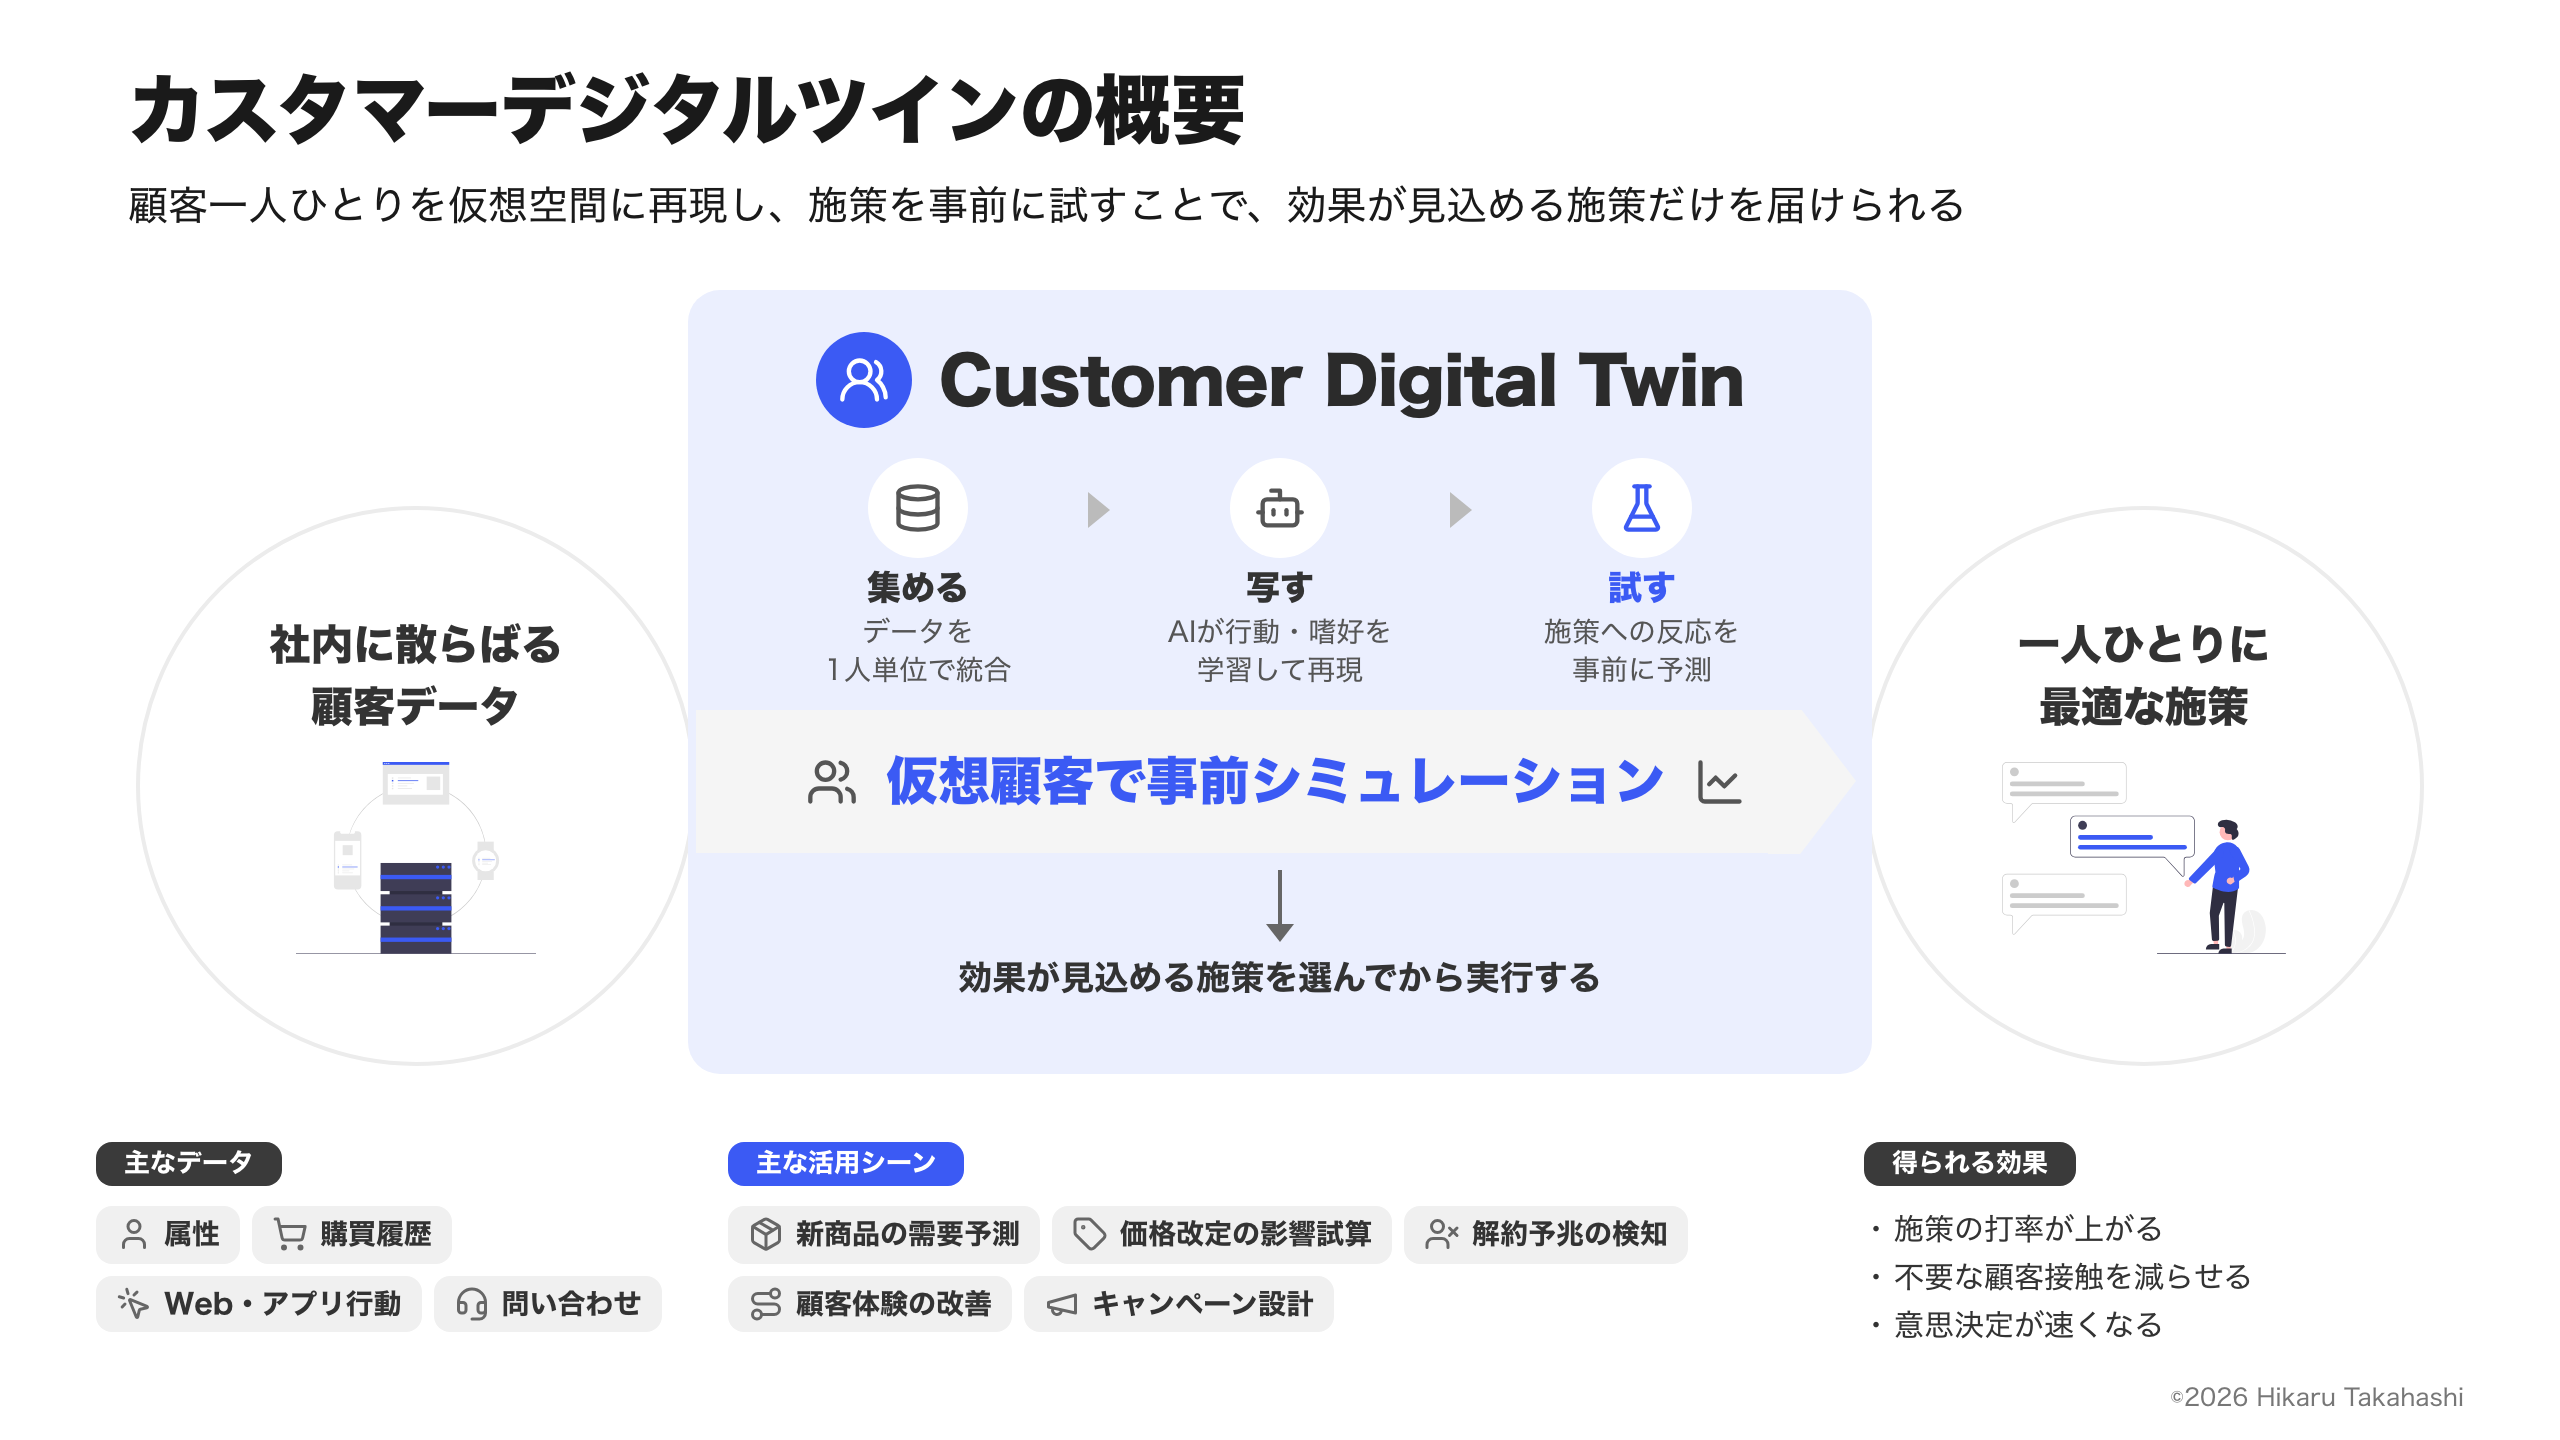 カスタマーデジタルツインの概要
顧客一人ひとりを仮想空間に再現し、施策を事前に試すことで、効果が見込める施策だけを届けられる
社内に散らばる
顧客データ
Customer Digital Twin
集める
データを
1人単位で統合
写す
AIが行動・嗜好を
学習して再現
試す
施策への反応を
事前に予測
仮想顧客で事前シミュレーション
効果が見込める施策を選んでから実行する
一人ひとりに
最適な施策
主なデータ
属性
購買履歴
Web・アプリ行動
問い合わせ
主な活用シーン
新商品の需要予測
価格改定の影響試算
解約予兆の検知
顧客体験の改善
キャンペーン設計
得られる効果
・施策の打率が上がる
・不要な顧客接触を減らせる
・意思決定が速くなる
©2026 Hikaru Takahashi